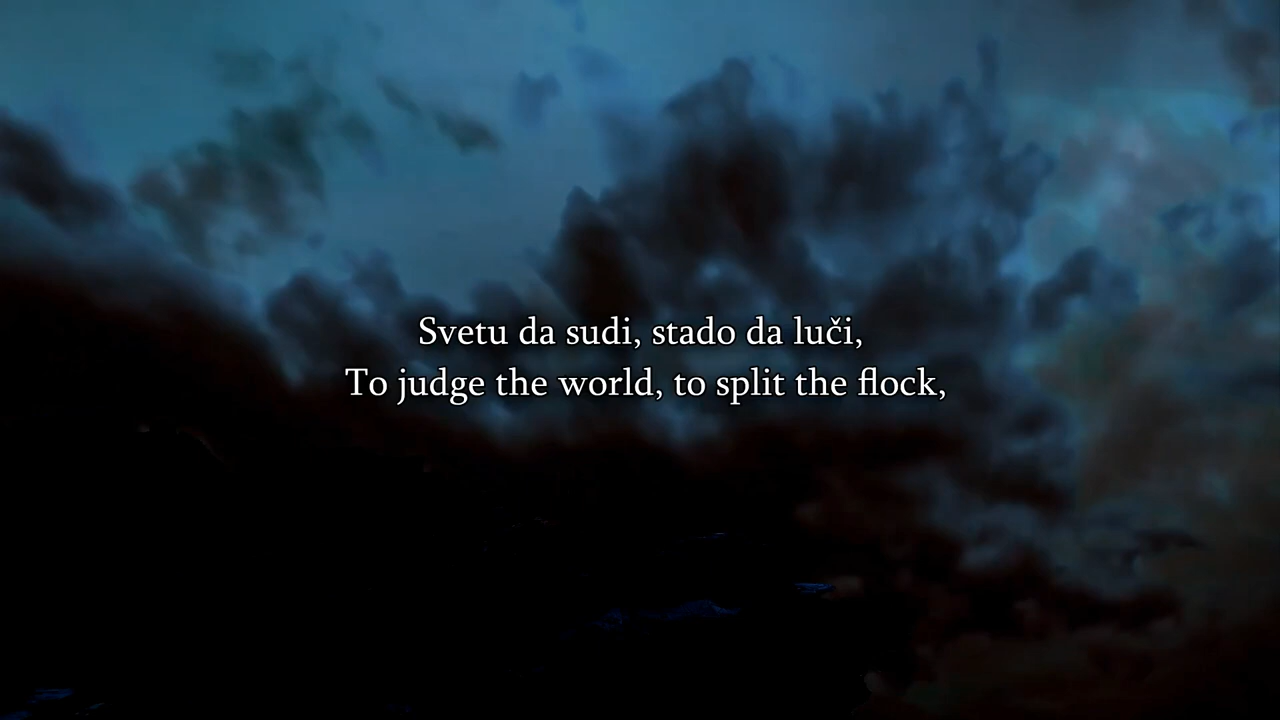 Svetu da sudi, stado da luči,
To judge the world, to split the flock,